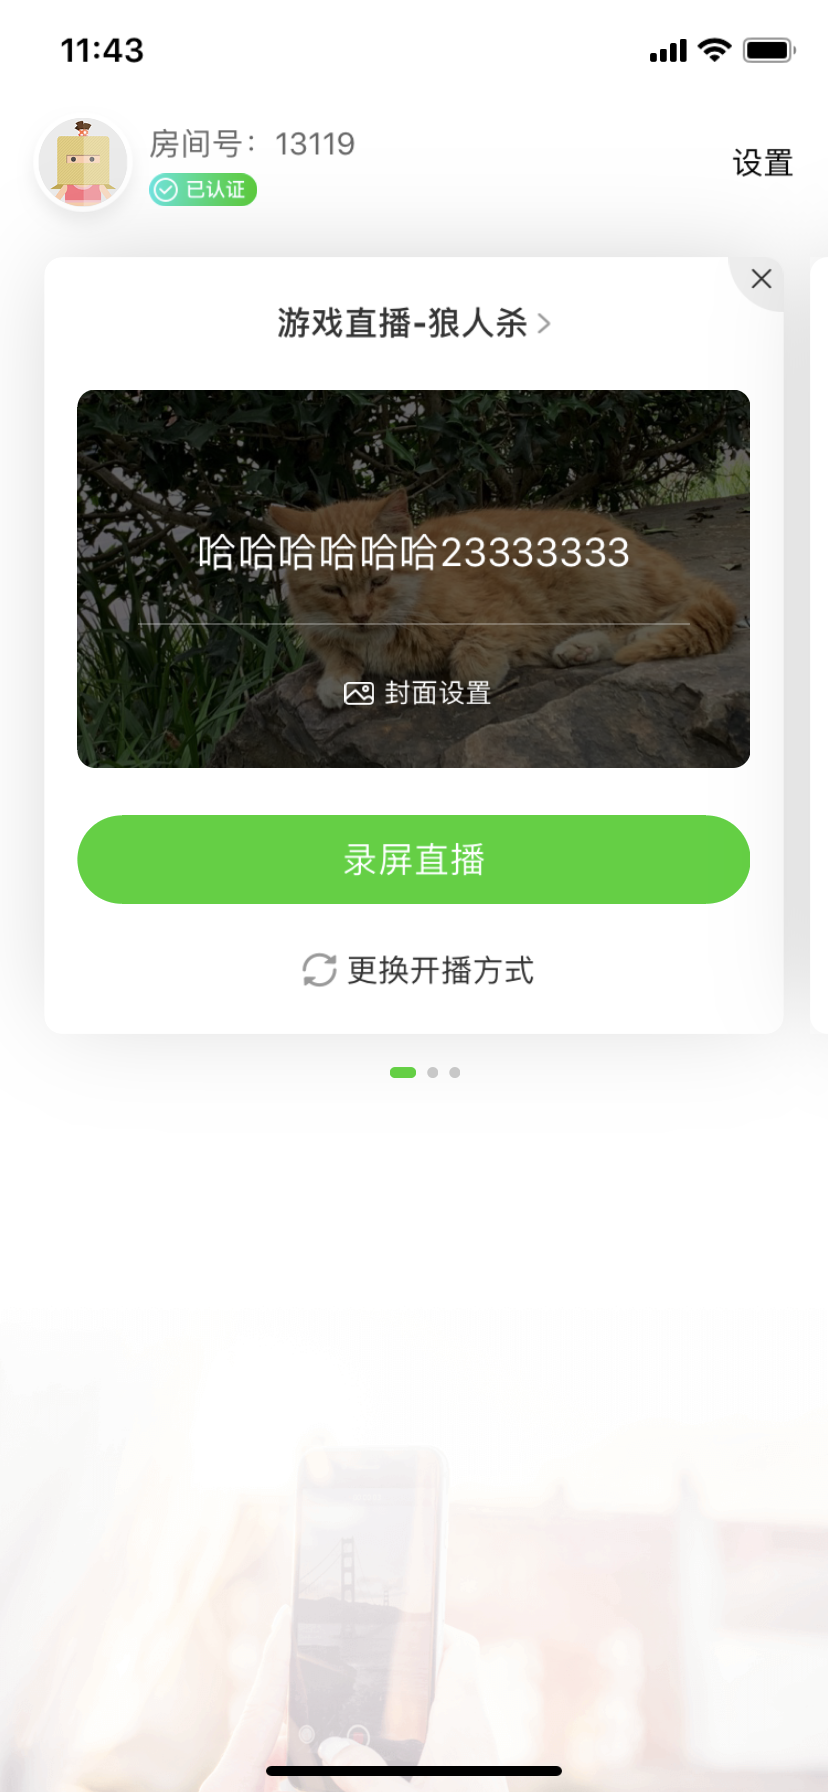 11:43
房间号：13119
已认证
设置
游戏直播-狼人杀
哈哈哈哈哈哈23333333
封面设置
录屏直播
更换开播方式